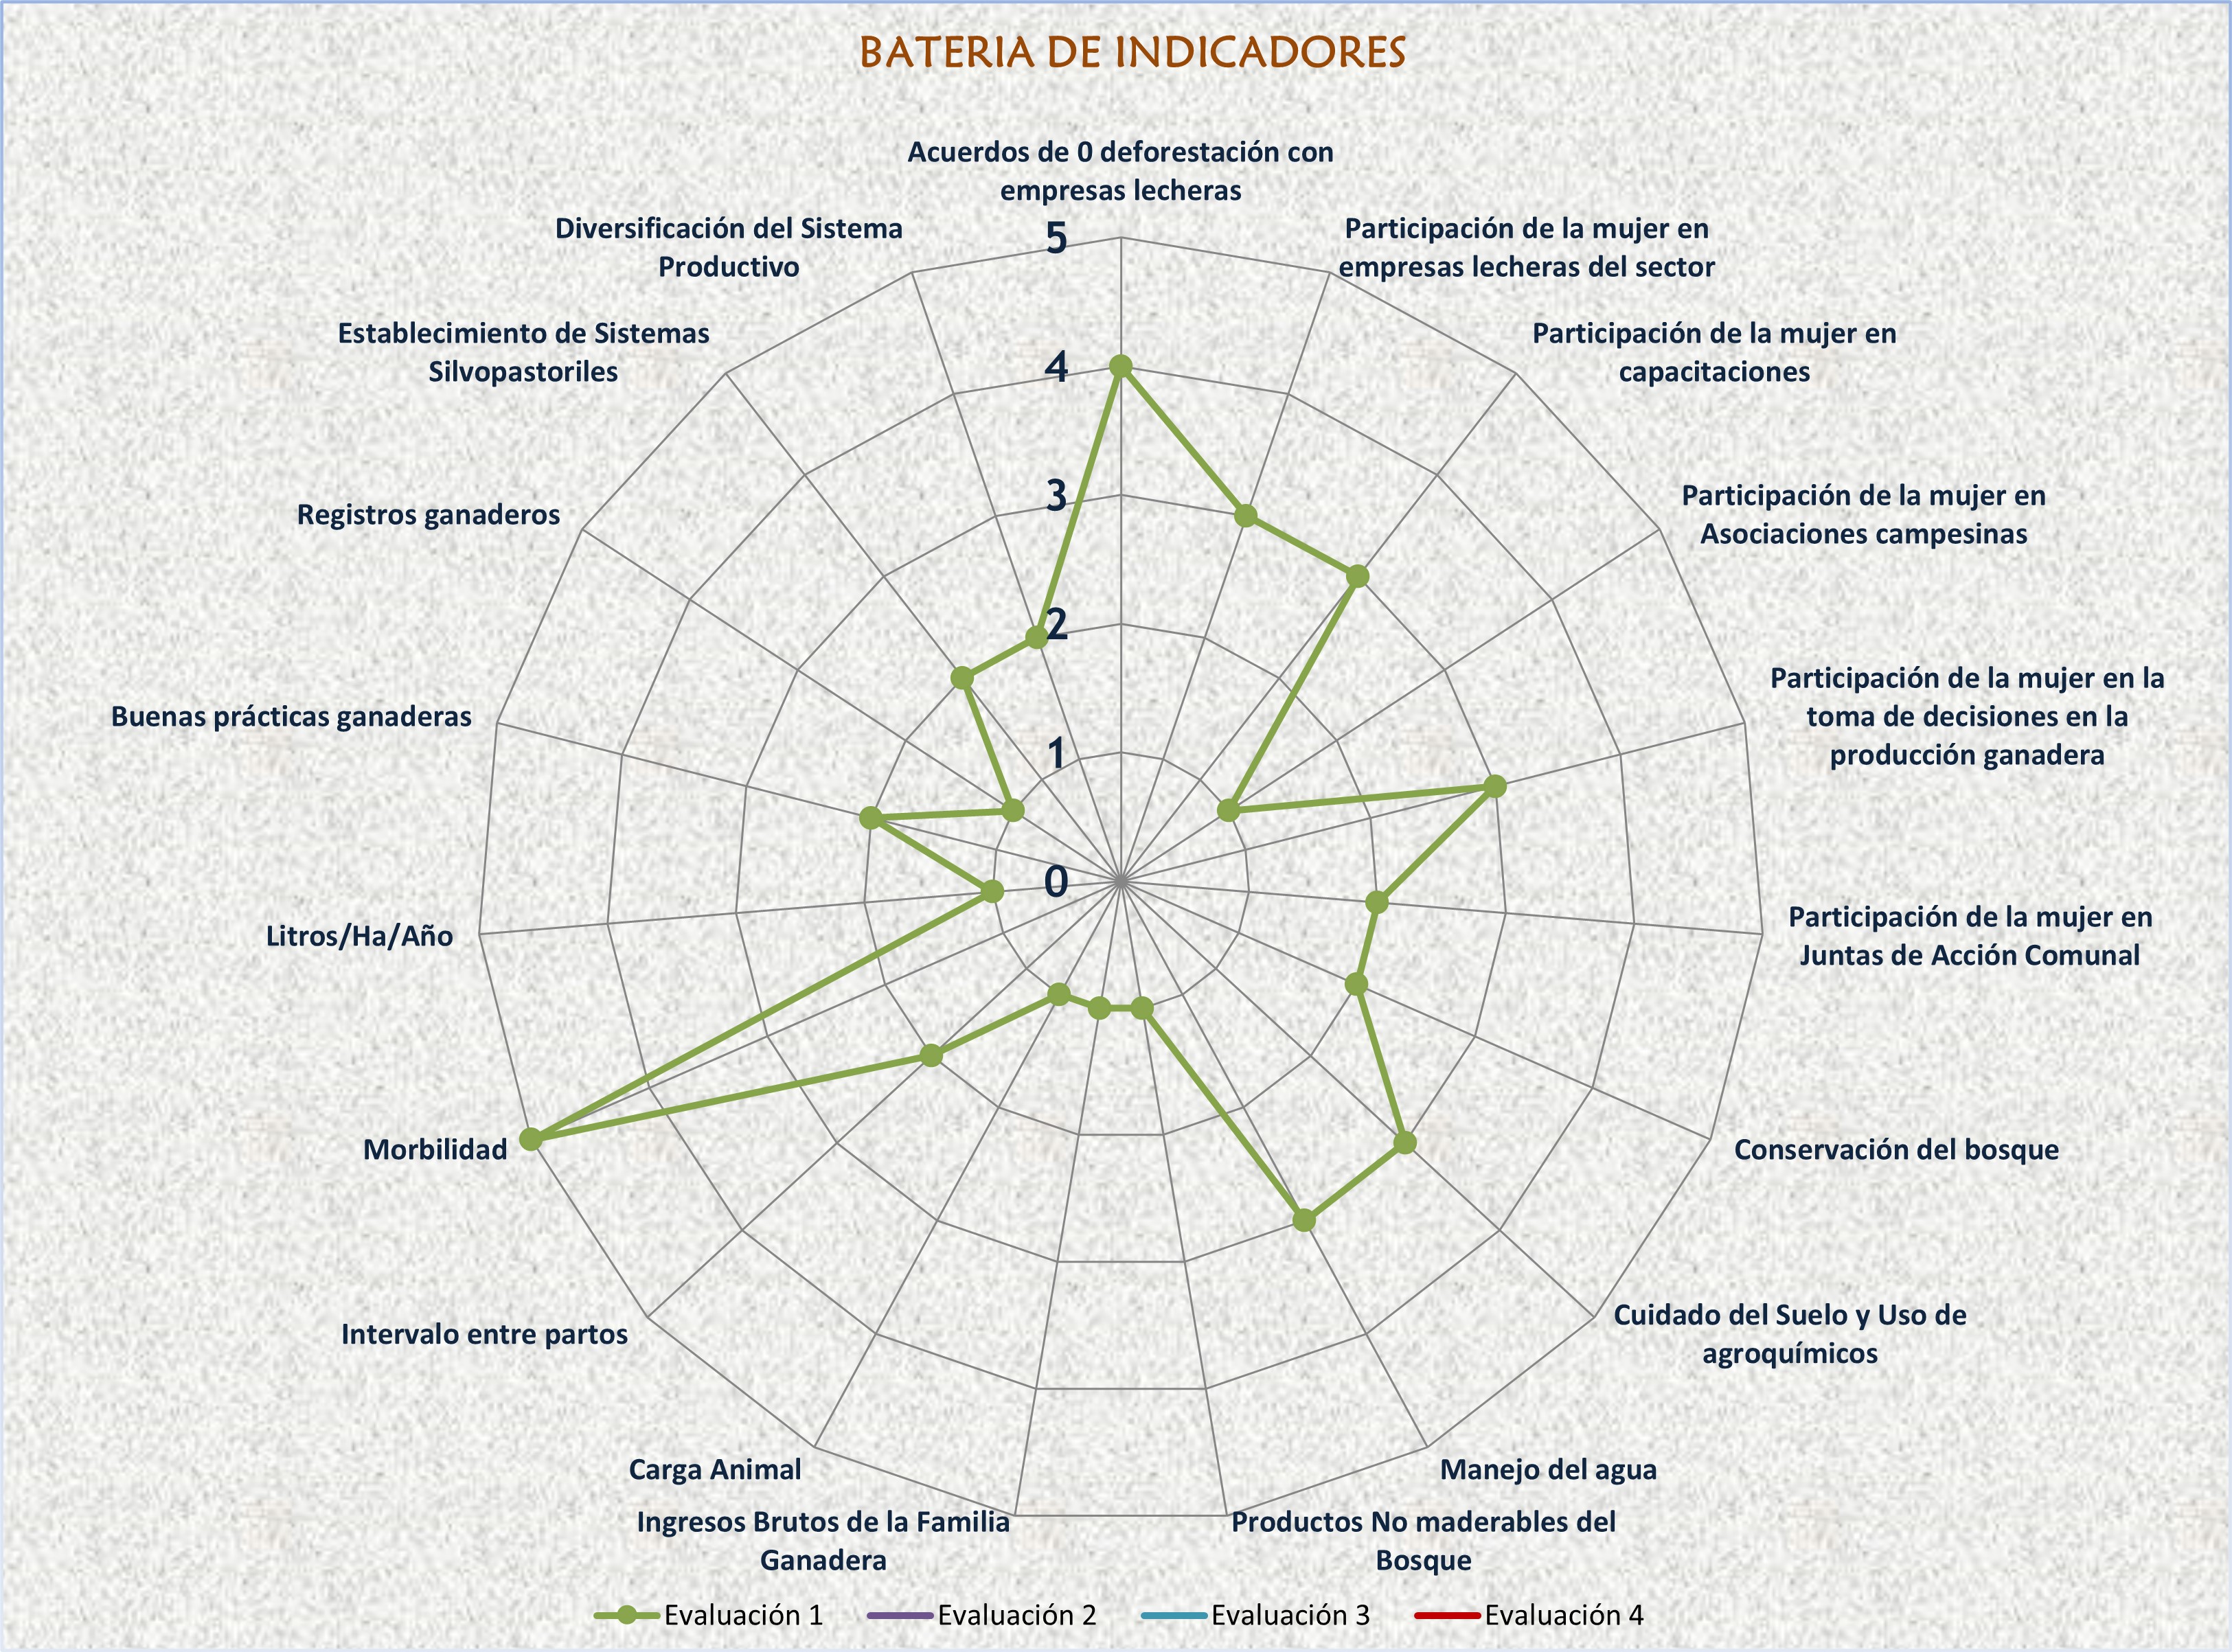 BATERIA DE INDICADORES
Acuerdos de 0 deforestación con
empresas lecheras
Participación de la mujer en
empresas lecheras del sector
Participación de la mujer en
capacitaciones
Participación de la mujer en
Asociaciones campesinas
Participación de la mujer en la
toma de decisiones en la
producción ganadera
Participación de la mujer en
Juntas de Acción Comunal
Conservación del bosque
Cuidado del Suelo y Uso de
agroquímicos
Manejo del agua
Productos No maderables del
Bosque
Ingresos Brutos de la Familia
Ganadera
Carga Animal
Intervalo entre partos
Morbilidad
Litros/Ha/Año
Buenas prácticas ganaderas
Registros ganaderos
Establecimiento de Sistemas
Silvopastoriles
Diversificación del Sistema
Productivo
5
4
3
2
1
0
Evaluación 1
Evaluación 2
Evaluación 3
Evaluación 4